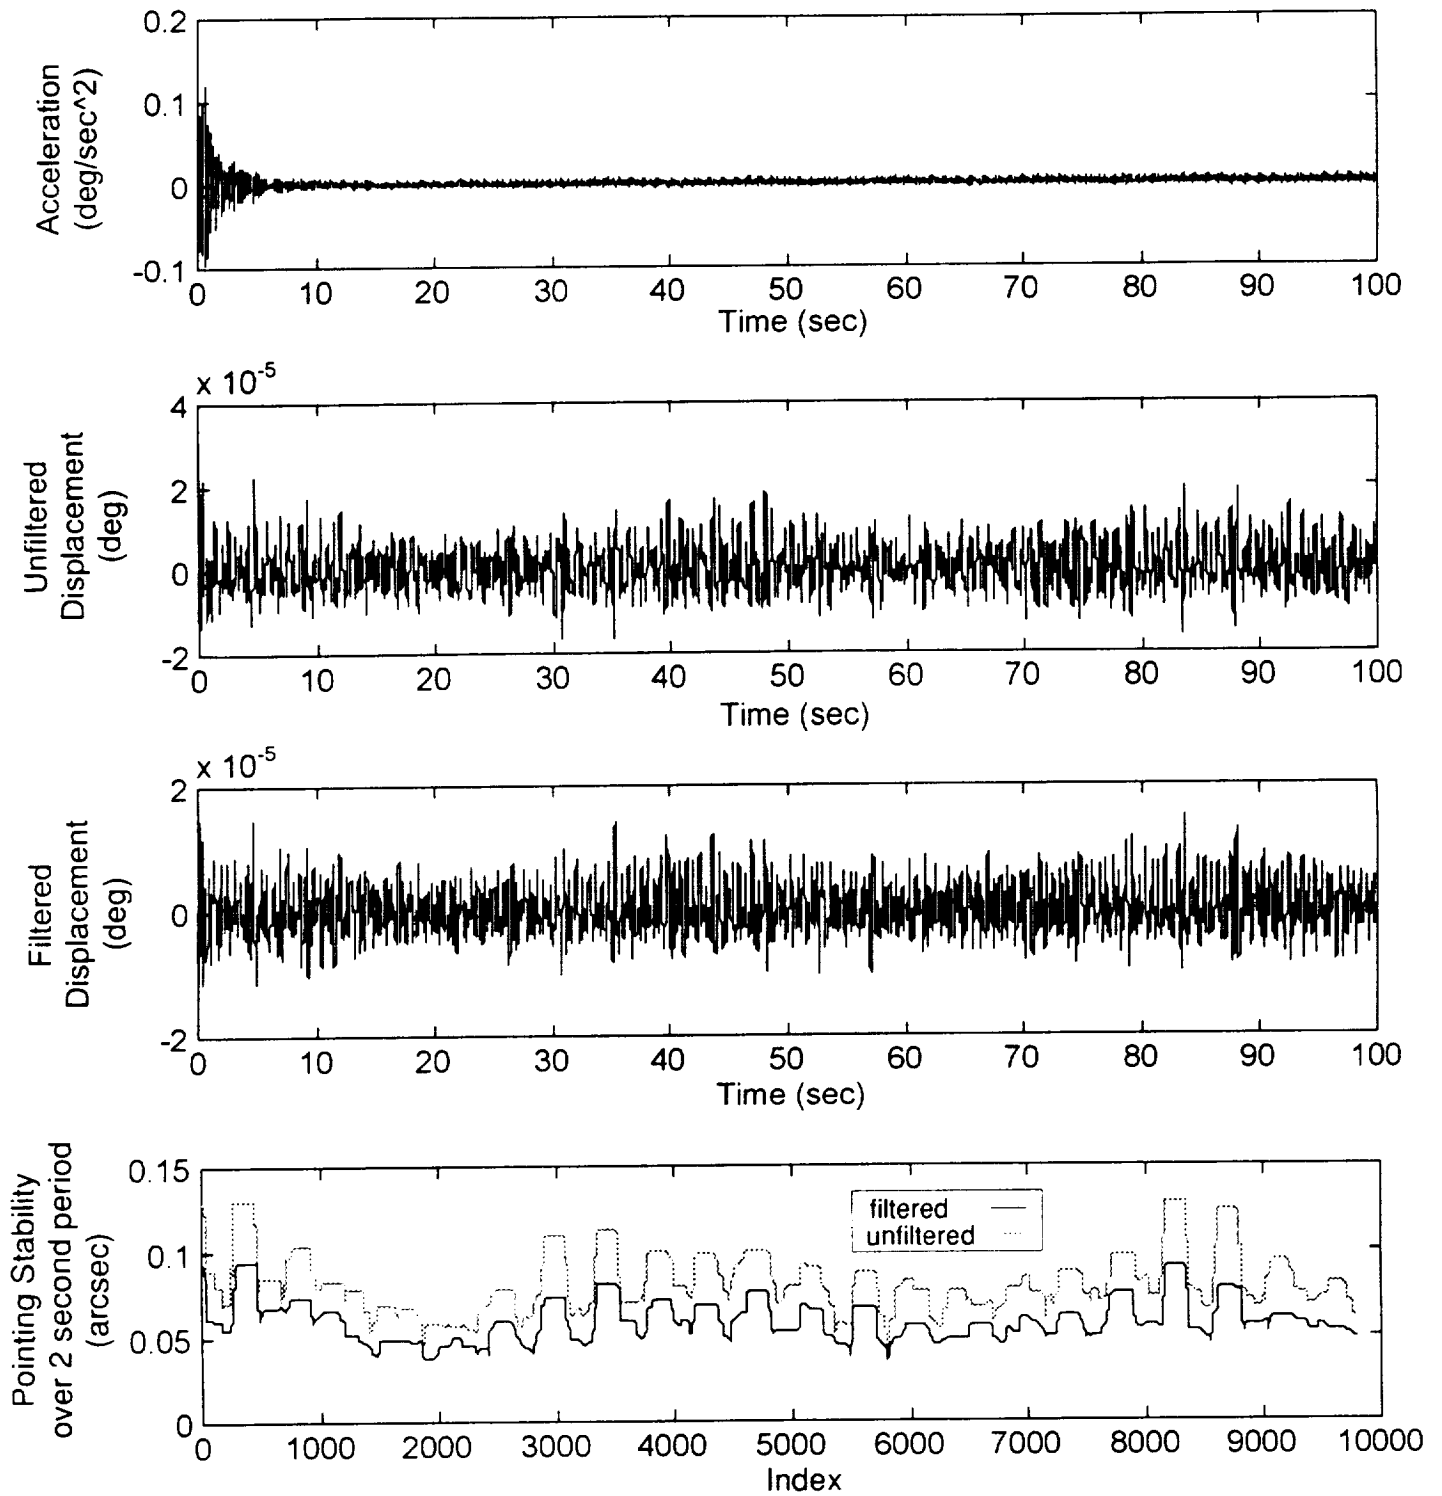 0.2
0.1
0
-0.1
Acceleration
(deg/sec^2)
0 10 20 30 40 50 60 70 80 90 100
Time (sec)
x 10^-5
4
2
0
-2
Unfiltered
Displacement
(deg)
0 10 20 30 40 50 60 70 80 90 100
Time (sec)
x 10^-5
2
0
-2
Filtered
Displacement
(deg)
0 10 20 30 40 50 60 70 80 90 100
Time (sec)
0.15
0.1
0.05
0
Pointing Stability
over 2 second period
(arcsec)
filtered
unfiltered
0 1000 2000 3000 4000 5000 6000 7000 8000 9000 10000
Index